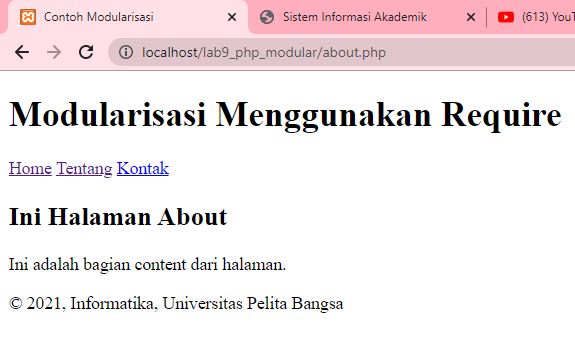 Contoh Modularisasi
Sistem Informasi Akademik
(613) YouT
localhost/lab9_php_modular/about.php
Modularisasi Menggunakan Require
Home Tentang Kontak
Ini Halaman About
Ini adalah bagian content dari halaman.
© 2021, Informatika, Universitas Pelita Bangsa